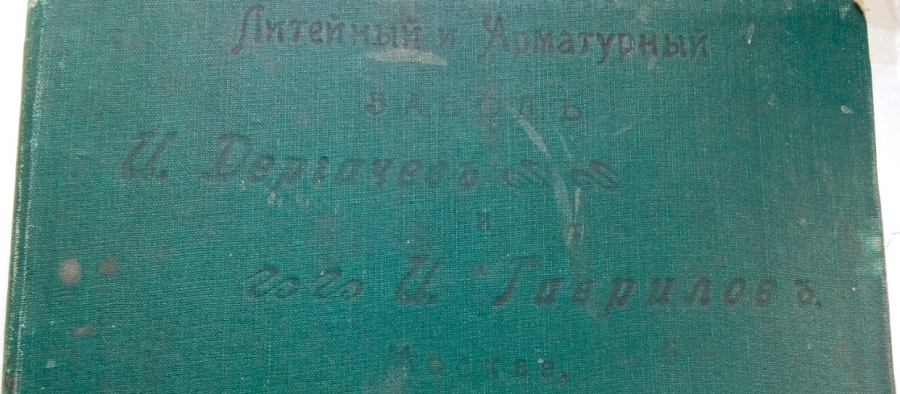 Литейный и Арматурный
ЗАВОДЪ
И. Дергачевъ
и
И. Гавриловъ.
Москва,